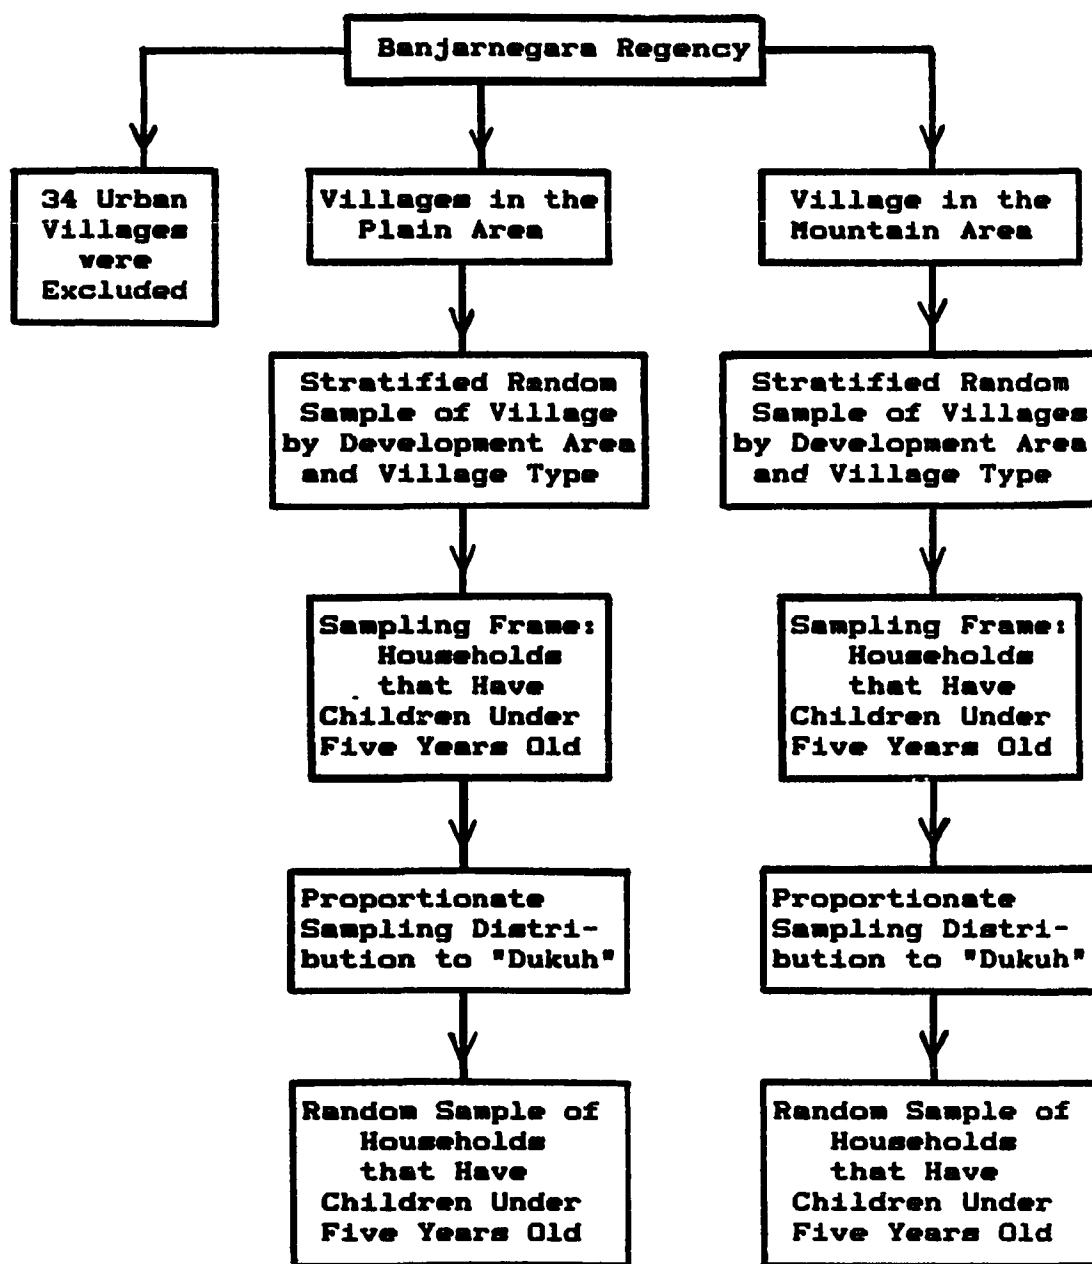 Banjarnegara Regency
34 Urban
Villages
were
Excluded
Villages in the
Plain Area
Village in the
Mountain Area
Stratified Random
Sample of Village
by Development Area
and Village Type
Stratified Random
Sample of Villages
by Development Area
and Village Type
Sampling Frame:
Households
that Have
Children Under
Five Years Old
Sampling Frame:
Households
that Have
Children Under
Five Years Old
Proportionate
Sampling Distri-
bution to "Dukuh"
Proportionate
Sampling Distri-
bution to "Dukuh"
Random Sample of
Households
that Have
Children Under
Five Years Old
Random Sample of
Households
that Have
Children Under
Five Years Old